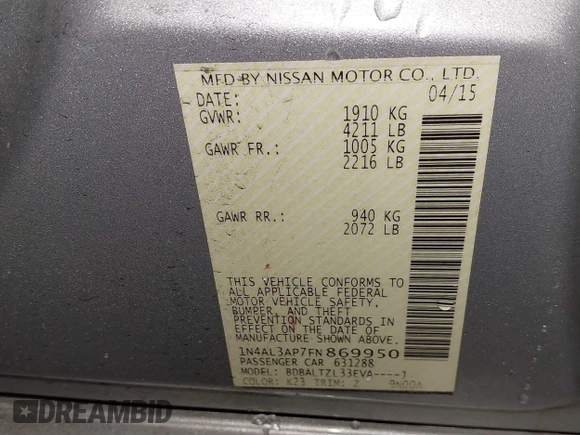 MFD BY NISSAN MOTOR CO., LTD.
DATE: 04/15
GVWR: 1910 KG
4211 LB
GAWR FR.: 1005 KG
2216 LB
GAWR RR.: 940 KG
2072 LB
THIS VEHICLE CONFORMS TO
ALL APPLICABLE FEDERAL
MOTOR VEHICLE SAFETY,
BUMPER, AND THEFT
PREVENTION STANDARDS IN
EFFECT ON THE DATE OF
MANUFACTURE SHOWN ABOVE.
1N4AL3AP7FN869950
PASSENGER CAR 631288
MODEL: BDBALTZL33EVA----1
COLOR: K23 TRIM: Z 9N00A
DREAMBID